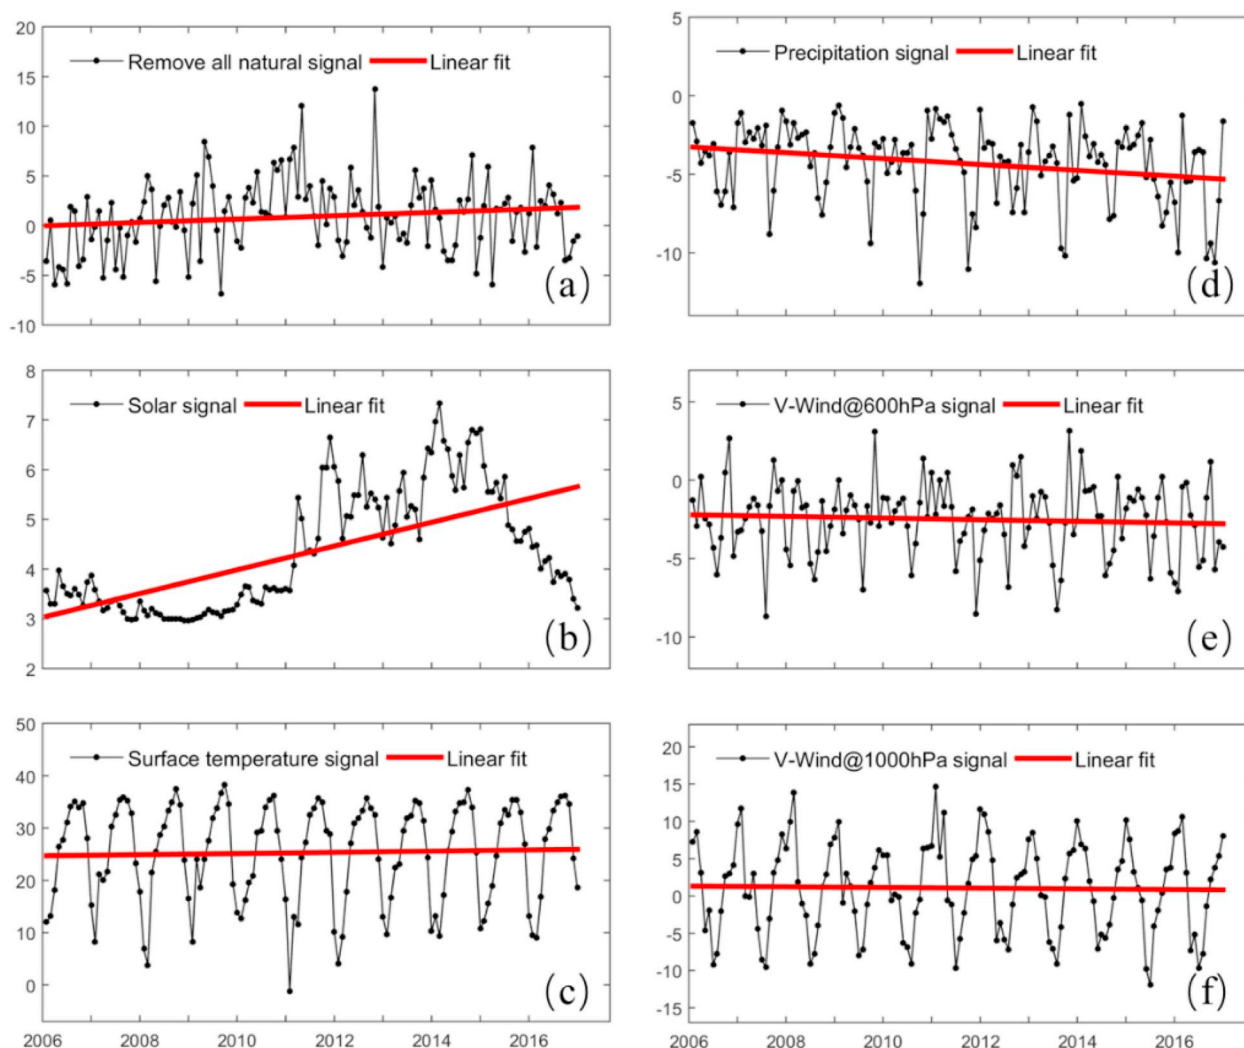 20
15
10
5
0
-5
-10
Remove all natural signal Linear fit
(a)
8
7
6
5
4
3
2
Solar signal Linear fit
(b)
50
40
30
20
10
0
Surface temperature signal Linear fit
(c)
2006 2008 2010 2012 2014 2016
5
0
-5
-10
Precipitation signal Linear fit
(d)
5
0
-5
-10
V-Wind@600hPa signal Linear fit
(e)
20
15
10
5
0
-5
-10
-15
V-Wind@1000hPa signal Linear fit
(f)
2006 2008 2010 2012 2014 2016